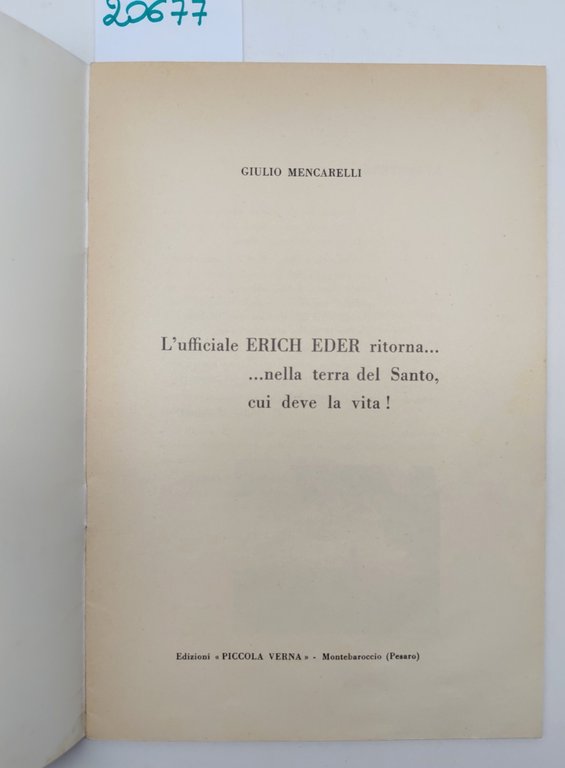 20677
GIULIO MENCARELLI
L'ufficiale ERICH EDER ritorna...
...nella terra del Santo,
cui deve la vita !
Edizioni « PICCOLA VERNA » - Montebaroccio (Pesaro)